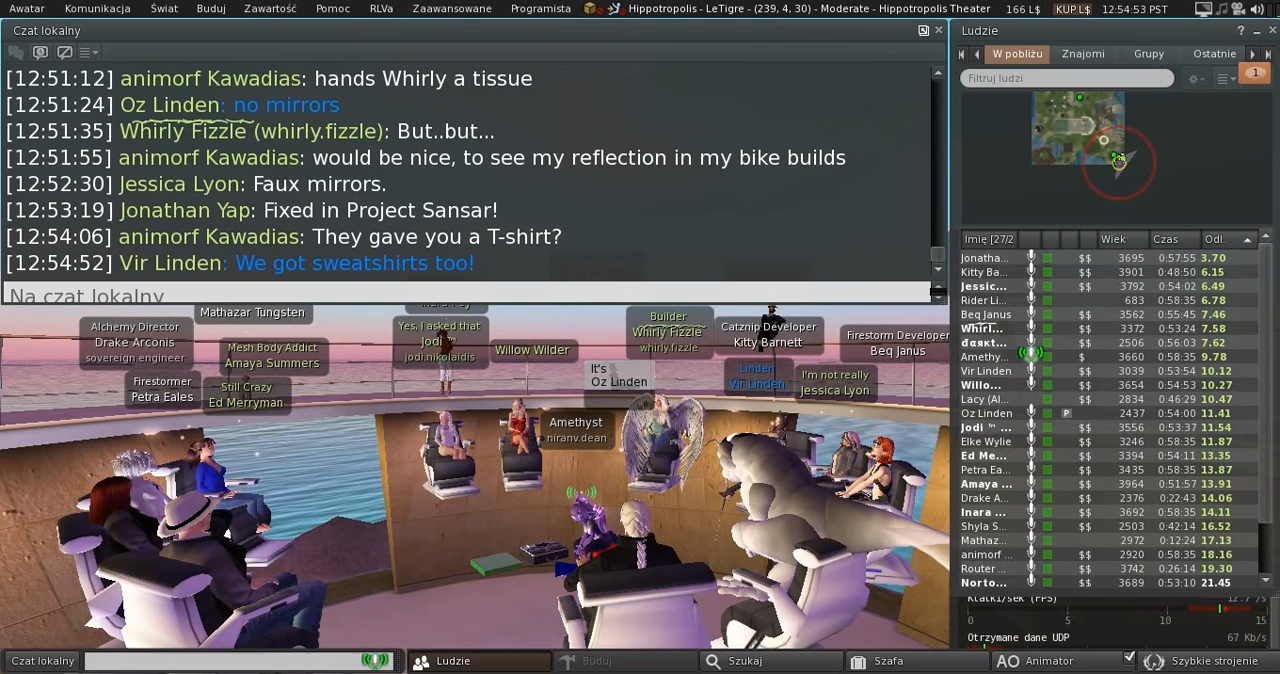 Awatar Komunikacja Świat Buduj Zawartość Pomoc RLVa Zaawansowane Programista Hippotropolis - LeTigre - (239, 4, 30) - Moderate - Hippotropolis Theater 166 L$ KUP L$ 12:54:53 PST
Czat lokalny
[12:51:12] animorf Kawadias: hands Whirly a tissue
[12:51:24] Oz Linden: no mirrors
[12:51:35] Whirly Fizzle (whirly.fizzle): But..but...
[12:51:55] animorf Kawadias: would be nice, to see my reflection in my bike builds
[12:52:30] Jessica Lyon: Faux mirrors.
[12:53:19] Jonathan Yap: Fixed in Project Sansar!
[12:54:06] animorf Kawadias: They gave you a T-shirt?
[12:54:52] Vir Linden: We got sweatshirts too!
Na czat lokalny
Mathazar Tungsten
Alchemy Director
Drake Arconis
sovereign.engineer
Mesh Body Addict
Amaya Summers
Firestormer
Petra Eales
Still Crazy
Ed Merryman
Yes, I asked that
Jodi ™
jodi.nikolaidis
Willow Wilder
It's
Oz Linden
Builder
Whirly Fizzle
whirly.fizzle
Catznip Developer
Kitty Barnett
Firestorm Developer
Beq Janus
Linden
Vir Linden
I'm not really
Jessica Lyon
Amethyst
niranv.dean
Ludzie
W pobliżu Znajomi Grupy Ostatnie
1
Filtruj ludzi
Imię [27/2 Wiek Czas Odl.
Jonatha... $$ 3695 0:57:55 3.70
Kitty Ba... $$ 3901 0:48:50 6.15
Jessic... $$ 3792 0:54:02 6.49
Rider Li... 683 0:58:35 6.78
Beq Janus $$ 3562 0:55:45 7.46
Whirl... $$ 3372 0:53:24 7.58
đαякt... $$ 2506 0:56:03 7.62
Amethy... $ 3660 0:58:35 9.78
Vir Linden 3039 0:53:54 10.12
Willo... $$ 3654 0:54:53 10.27
Lacy (Al... $$ 2834 0:46:29 10.47
Oz Linden P 2437 0:54:00 11.41
Jodi ™ ... $$ 3556 0:53:37 11.54
Elke Wylie $$ 3246 0:58:35 11.87
Ed Me... $$ 3394 0:54:11 13.35
Petra Ea... $$ 3435 0:58:35 13.87
Amaya ... $$ 3964 0:51:57 13.91
Drake A... $$ 2376 0:22:43 14.06
Inara ... $$ 3692 0:58:35 14.11
Shyla S... $$ 2503 0:42:14 16.52
Mathaz... 2972 0:12:24 17.13
animorf ... $$ 2920 0:58:35 18.16
Router ... $$ 3742 0:26:14 19.30
Norto... $$ 3689 0:53:10 21.45
Klatki/sek (FPS) 12.7 /s
0 5 10 15
Otrzymane dane UDP 67 Kb/s
Czat lokalny Ludzie Buduj Szukaj Szafa AO Animator Szybkie strojenie